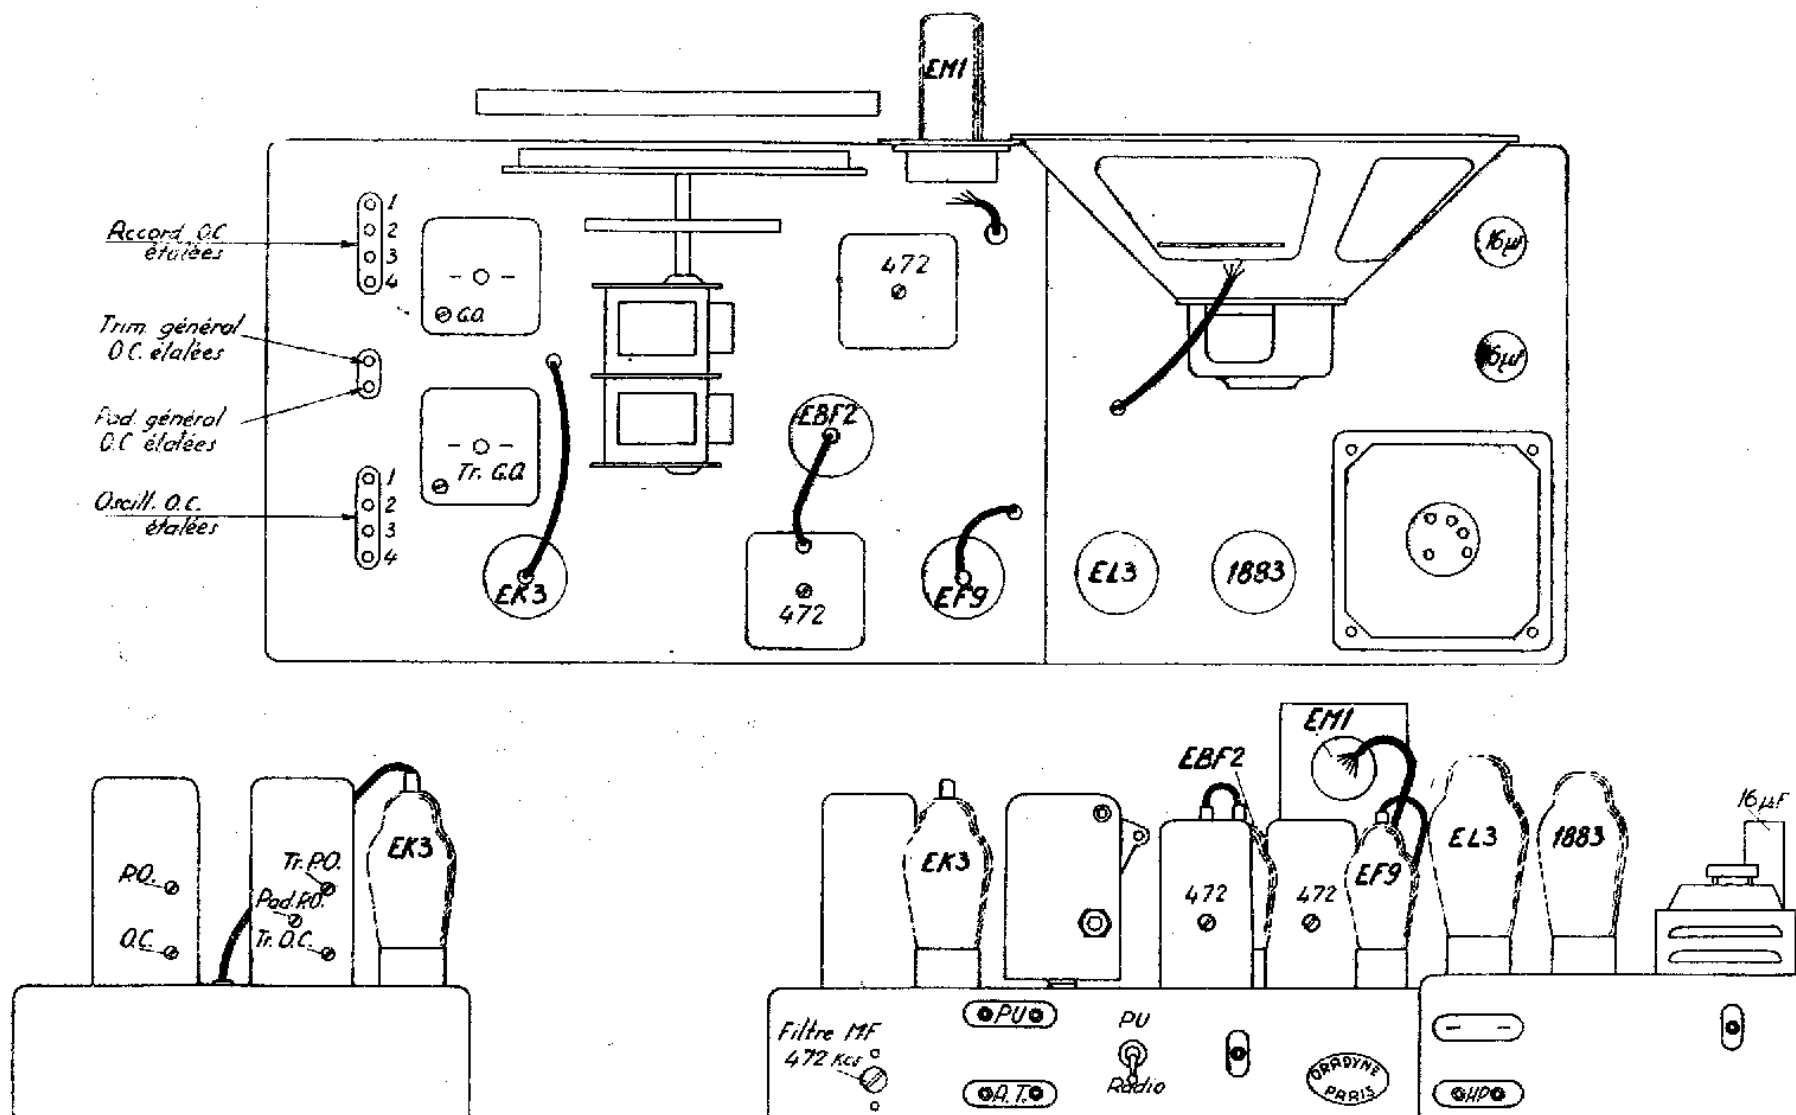 EM1
Accord. O.C
étalées
1
2
3
4
G.O.
472
16µF
Trim. général
O.C. étalées
Pad. général
O.C étalées
EBF2
Tr. G.O
Oscill. O.C.
étalées
1
2
3
4
EK3
472
EF9
EL3
1883
EM1
EBF2
16µF
P.O.
O.C.
Tr. P.O.
Pad. P.O.
Tr. O.C.
EK3
EK3
472
472
EF9
EL3
1883
Filtre MF
472 Kcs
PU
A.T.
PU
Radio
ORADYNE
PARIS
HP